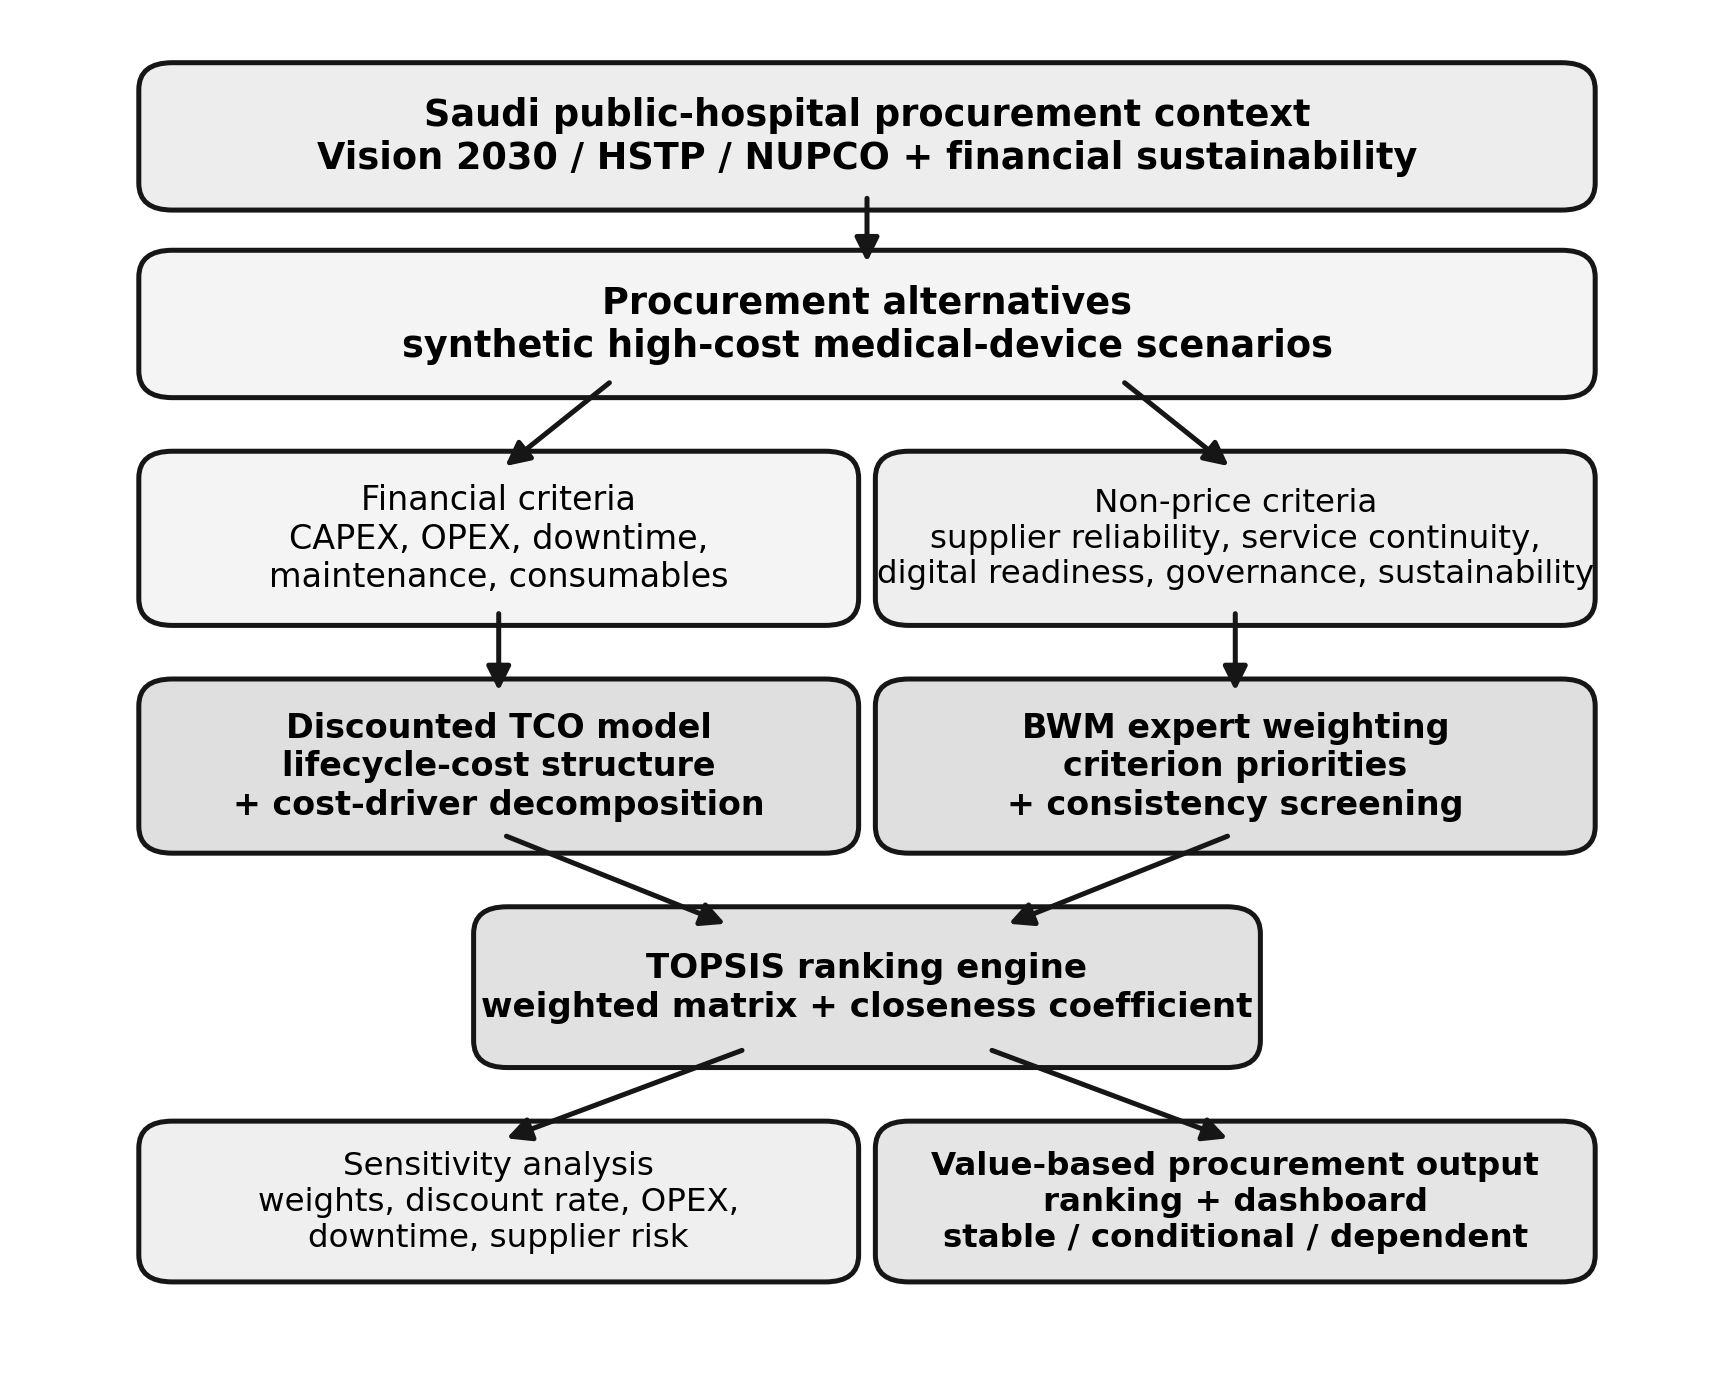 Saudi public-hospital procurement context
Vision 2030 / HSTP / NUPCO + financial sustainability
Procurement alternatives
synthetic high-cost medical-device scenarios
Financial criteria
CAPEX, OPEX, downtime,
maintenance, consumables
Non-price criteria
supplier reliability, service continuity,
digital readiness, governance, sustainability
Discounted TCO model
lifecycle-cost structure
+ cost-driver decomposition
BWM expert weighting
criterion priorities
+ consistency screening
TOPSIS ranking engine
weighted matrix + closeness coefficient
Sensitivity analysis
weights, discount rate, OPEX,
downtime, supplier risk
Value-based procurement output
ranking + dashboard
stable / conditional / dependent